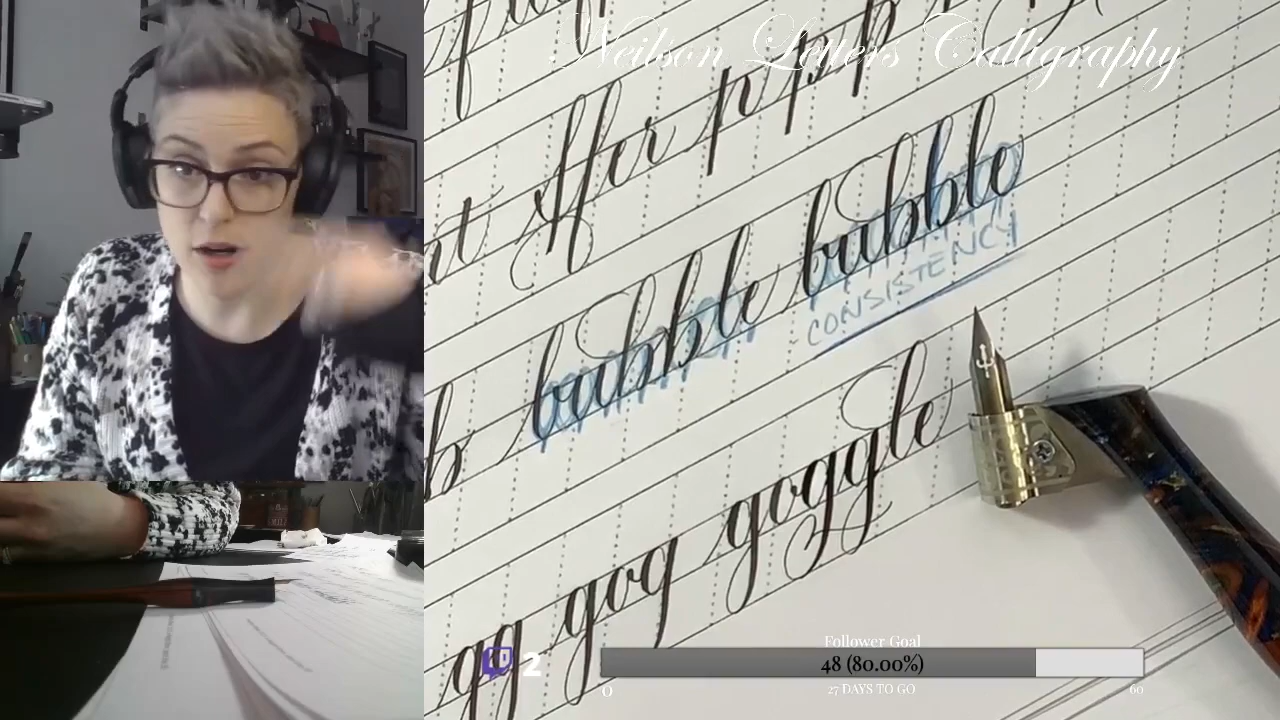 Neilson Letters Calligraphy
ffer p p p p
bubble bubble
CONSISTENCY
b
gg gog goggle
Follower Goal
2
48 (80.00%)
0 27 DAYS TO GO 60